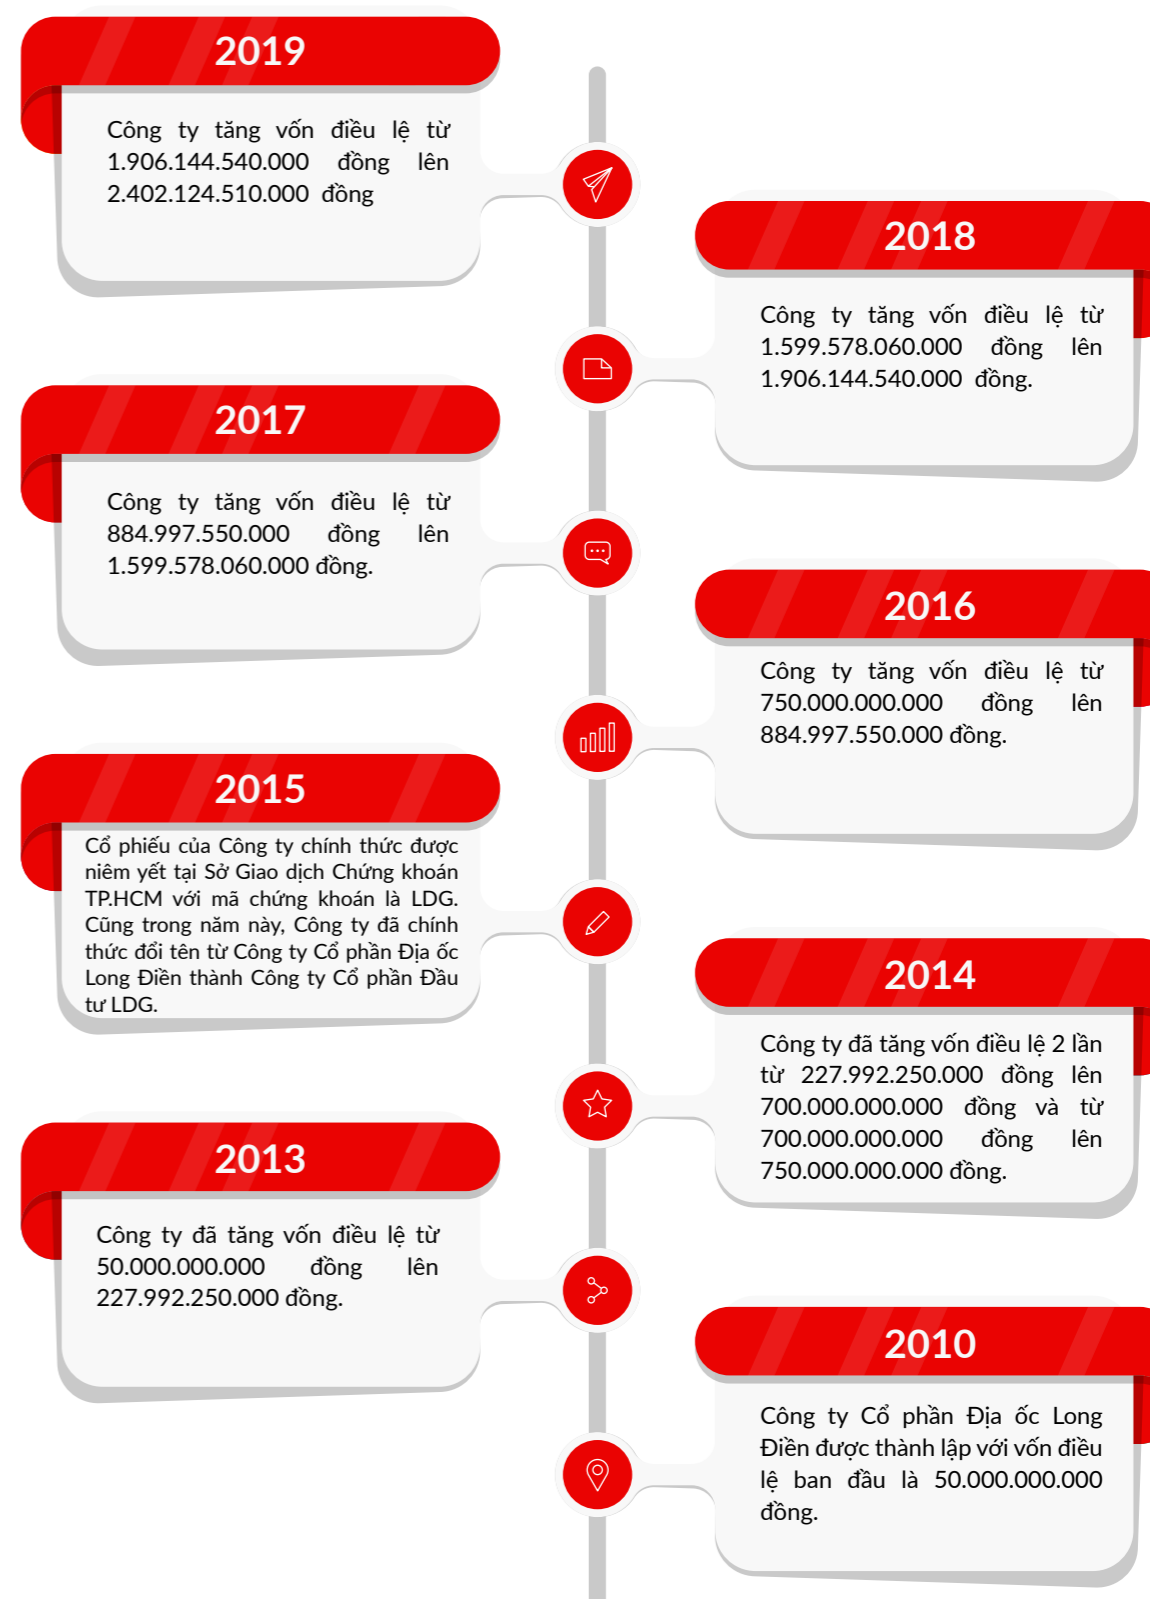 2019
Công ty tăng vốn điều lệ từ
1.906.144.540.000 đồng lên
2.402.124.510.000 đồng
2018
Công ty tăng vốn điều lệ từ
1.599.578.060.000 đồng lên
1.906.144.540.000 đồng.
2017
Công ty tăng vốn điều lệ từ
884.997.550.000 đồng lên
1.599.578.060.000 đồng.
2016
Công ty tăng vốn điều lệ từ
750.000.000.000 đồng lên
884.997.550.000 đồng.
2015
Cổ phiếu của Công ty chính thức được
niêm yết tại Sở Giao dịch Chứng khoán
TP.HCM với mã chứng khoán là LDG.
Cũng trong năm này, Công ty đã chính
thức đổi tên từ Công ty Cổ phần Địa ốc
Long Điền thành Công ty Cổ phần Đầu
tư LDG.
2014
Công ty đã tăng vốn điều lệ 2 lần
từ 227.992.250.000 đồng lên
700.000.000.000 đồng và từ
700.000.000.000 đồng lên
750.000.000.000 đồng.
2013
Công ty đã tăng vốn điều lệ từ
50.000.000.000 đồng lên
227.992.250.000 đồng.
2010
Công ty Cổ phần Địa ốc Long
Điền được thành lập với vốn điều
lệ ban đầu là 50.000.000.000
đồng.